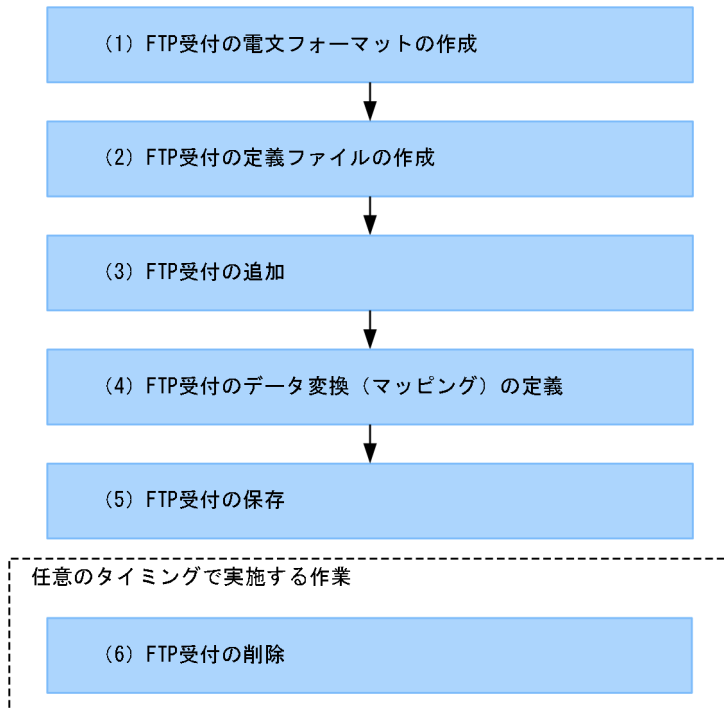 (1) FTP受付の電文フォーマットの作成
(2) FTP受付の定義ファイルの作成
(3) FTP受付の追加
(4) FTP受付のデータ変換（マッピング）の定義
(5) FTP受付の保存
任意のタイミングで実施する作業
(6) FTP受付の削除